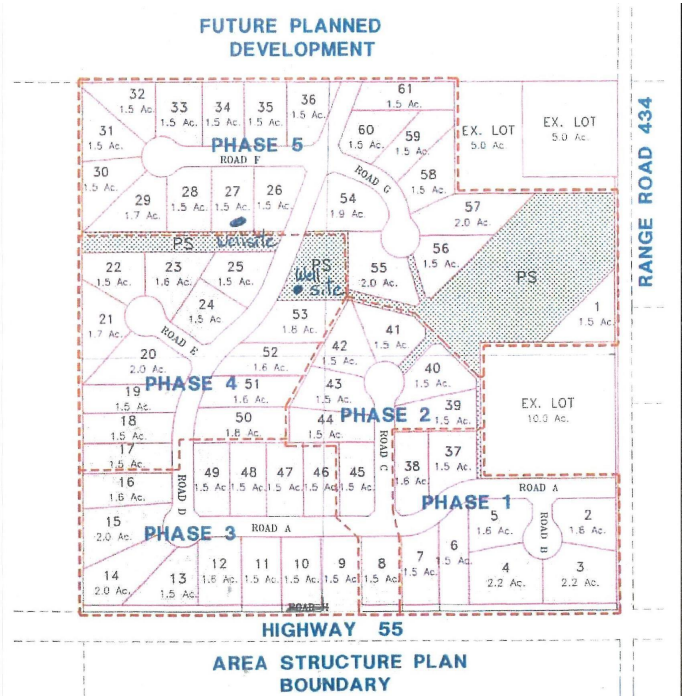 FUTURE PLANNED
DEVELOPMENT
32
1.5 Ac.
33
1.5 Ac.
34
1.5 Ac.
35
1.5 Ac.
36
1.5 Ac.
61
1.5 Ac.
31
1.5 Ac.
60
1.5 Ac.
59
1.5 Ac.
EX. LOT
5.0 Ac
EX. LOT
5.0 Ac.
PHASE 5
ROAD F
ROAD G
RANGE ROAD 434
30
1.5 Ac.
29
1.7 Ac.
28
1.5 Ac.
27
1.5 Ac.
26
1.5 Ac.
54
1.9 Ac.
58
1.5 Ac.
57
2.0 Ac.
PS
Wellsite
PS
Well
site
56
1.5 Ac.
55
2.0 Ac.
PS
22
1.5 Ac.
23
1.6 Ac.
25
1.5 Ac.
24
1.5 Ac.
1
1.5 Ac.
21
1.7 Ac.
ROAD E
53
1.8 Ac.
41
1.5 Ac.
42
1.5 Ac.
20
2.0 Ac.
52
1.6 Ac.
40
1.5 Ac.
PHASE 4
19
1.5 Ac.
51
1.6 Ac.
43
1.5 Ac.
EX. LOT
10.0 Ac.
39
1.5 Ac.
PHASE 2
18
1.5 Ac.
50
1.8 Ac.
44
1.5 Ac.
ROAD C
17
1.5 Ac.
16
1.6 Ac.
ROAD D
49
1.5 Ac.
48
1.5 Ac.
47
1.5 Ac.
46
1.5 Ac.
45
1.5 Ac.
38
1.6 Ac.
37
1.5 Ac.
ROAD A
PHASE 1
15
2.0 Ac.
PHASE 3
ROAD A
5
1.6 Ac.
ROAD B
2
1.6 Ac.
14
2.0 Ac.
13
1.5 Ac.
12
1.6 Ac.
11
1.5 Ac.
10
1.5 Ac.
9
1.5 Ac.
8
1.5 Ac.
7
1.5 Ac.
6
1.5 Ac.
4
2.2 Ac.
3
2.2 Ac.
ROAD H
HIGHWAY 55
AREA STRUCTURE PLAN
BOUNDARY